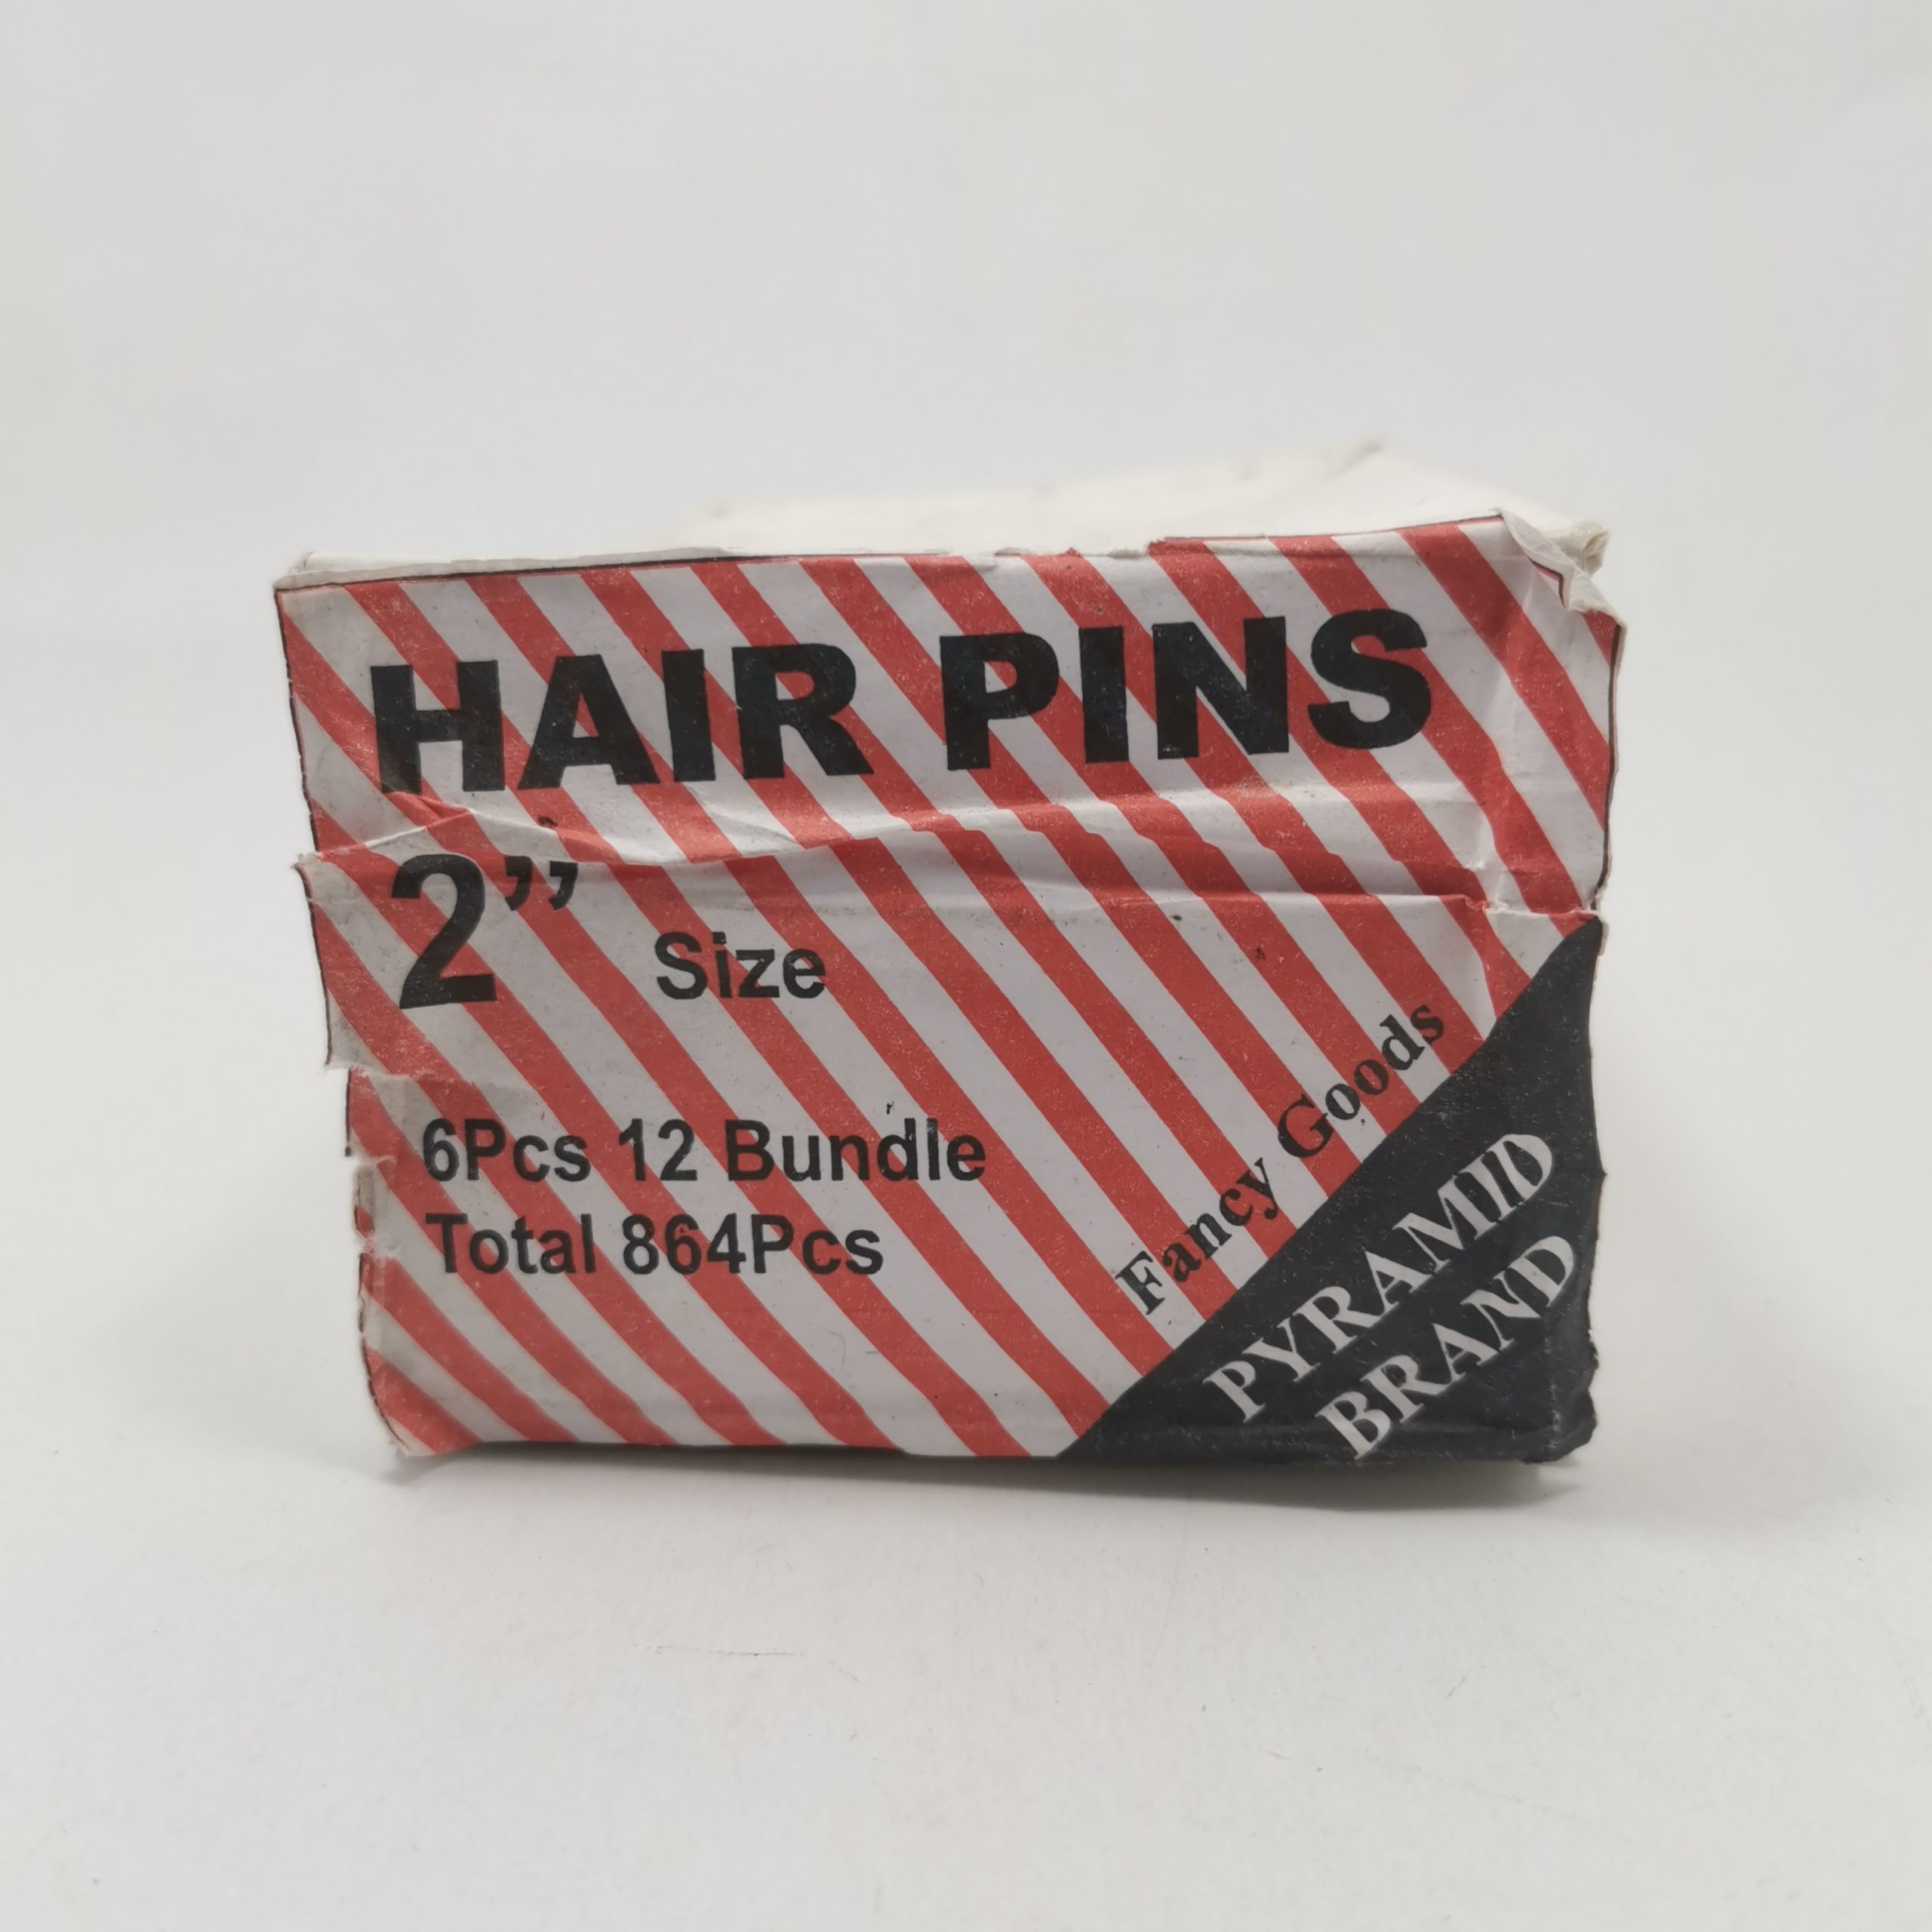 HAIR PINS
2” Size
6Pcs 12 Bundle
Total 864Pcs
Fancy Goods
PYRAMID
BRAND